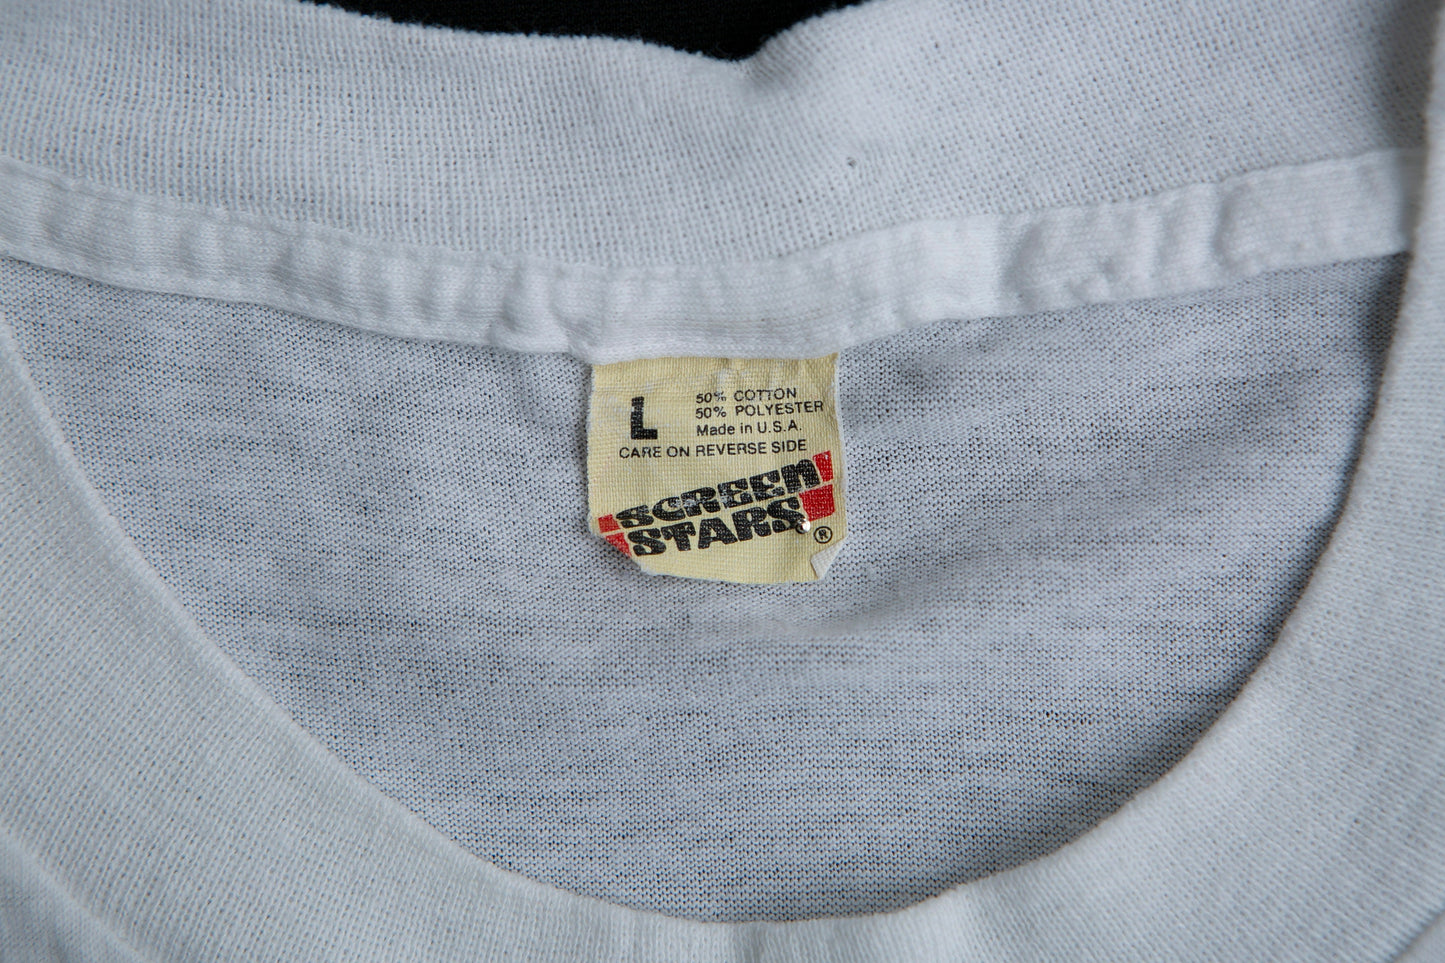 L
50% COTTON
50% POLYESTER
Made in U.S.A.
CARE ON REVERSE SIDE
SCREEN
STARS
®